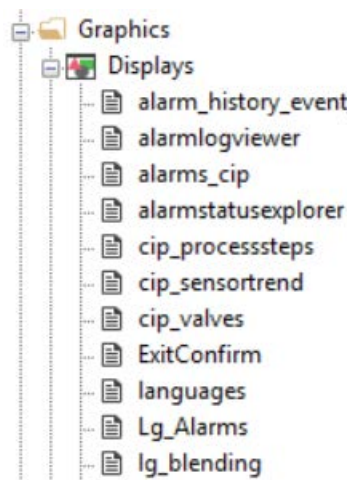 Graphics
Displays
alarm_history_event
alarmlogviewer
alarms_cip
alarmstatusexplorer
cip_processsteps
cip_sensortrend
cip_valves
ExitConfirm
languages
Lg_Alarms
lg_blending